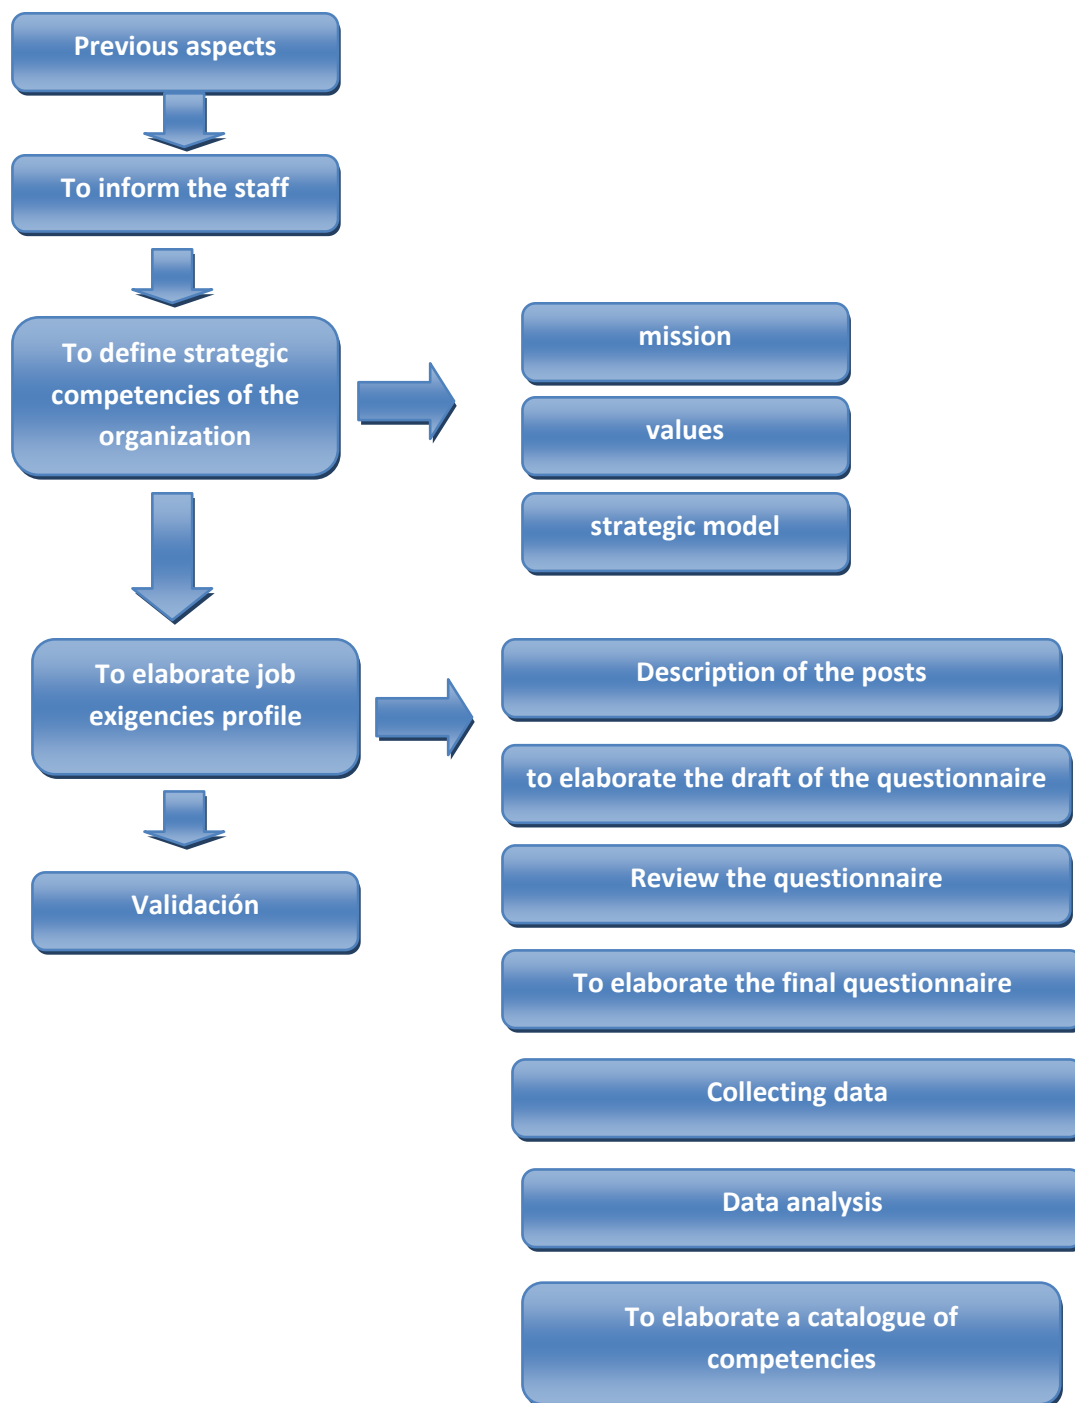 Previous aspects
To inform the staff
To define strategic
competencies of the
organization
mission
values
strategic model
To elaborate job
exigencies profile
Description of the posts
to elaborate the draft of the questionnaire
Review the questionnaire
Validación
To elaborate the final questionnaire
Collecting data
Data analysis
To elaborate a catalogue of
competencies